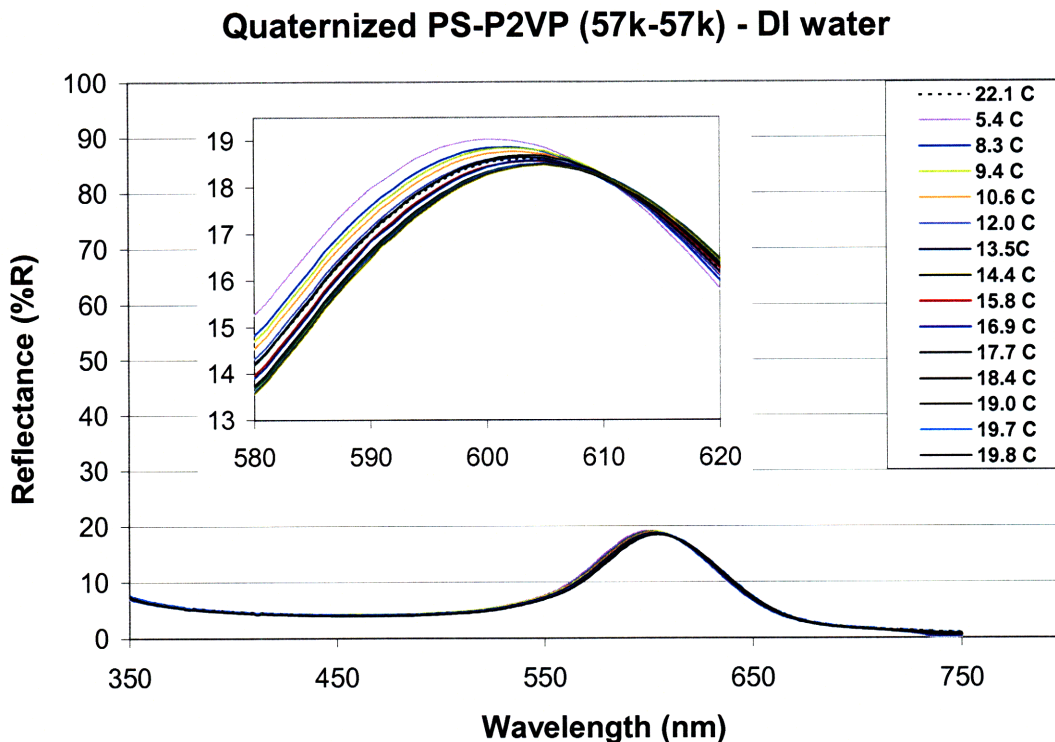 Quaternized PS-P2VP (57k-57k) - DI water
Reflectance (%R)
100
90
80
70
60
50
40
30
20
10
0
350
450
550
650
750
Wavelength (nm)
19
18
17
16
15
14
13
580
590
600
610
620
22.1 C
5.4 C
8.3 C
9.4 C
10.6 C
12.0 C
13.5C
14.4 C
15.8 C
16.9 C
17.7 C
18.4 C
19.0 C
19.7 C
19.8 C